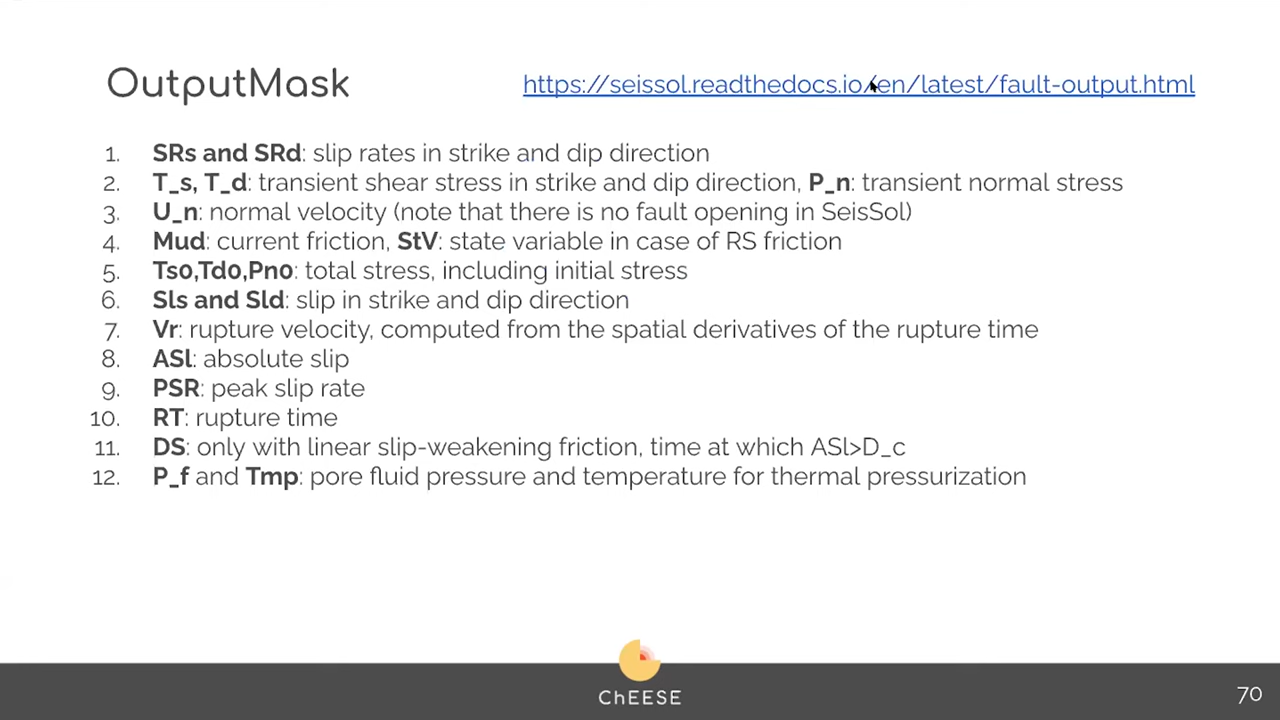 OutputMask
https://seissol.readthedocs.io/en/latest/fault-output.html
1. SRs and SRd: slip rates in strike and dip direction
2. T_s, T_d: transient shear stress in strike and dip direction, P_n: transient normal stress
3. U_n: normal velocity (note that there is no fault opening in SeisSol)
4. Mud: current friction, StV: state variable in case of RS friction
5. Ts0,Td0,Pn0: total stress, including initial stress
6. Sls and Sld: slip in strike and dip direction
7. Vr: rupture velocity, computed from the spatial derivatives of the rupture time
8. ASl: absolute slip
9. PSR: peak slip rate
10. RT: rupture time
11. DS: only with linear slip-weakening friction, time at which ASl>D_c
12. P_f and Tmp: pore fluid pressure and temperature for thermal pressurization
ChEESE
70